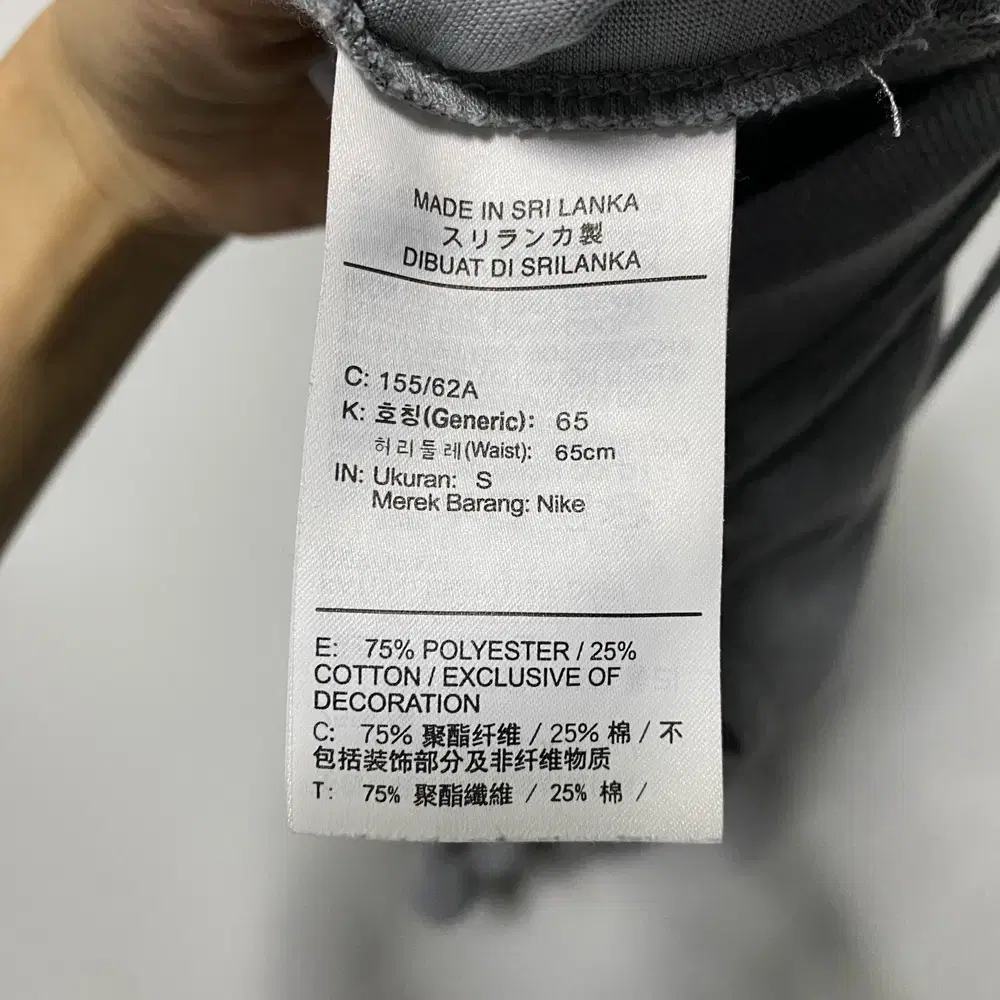 MADE IN SRI LANKA
スリランカ製
DIBUAT DI SRILANKA
C: 155/62A
K: 호칭(Generic): 65
허리둘레(Waist): 65cm
IN: Ukuran: S
Merek Barang: Nike
E: 75% POLYESTER / 25%
COTTON / EXCLUSIVE OF
DECORATION
C: 75% 聚酯纤维 / 25% 棉 / 不
包括装饰部分及非纤维物质
T: 75% 聚酯纖維 / 25% 棉 /